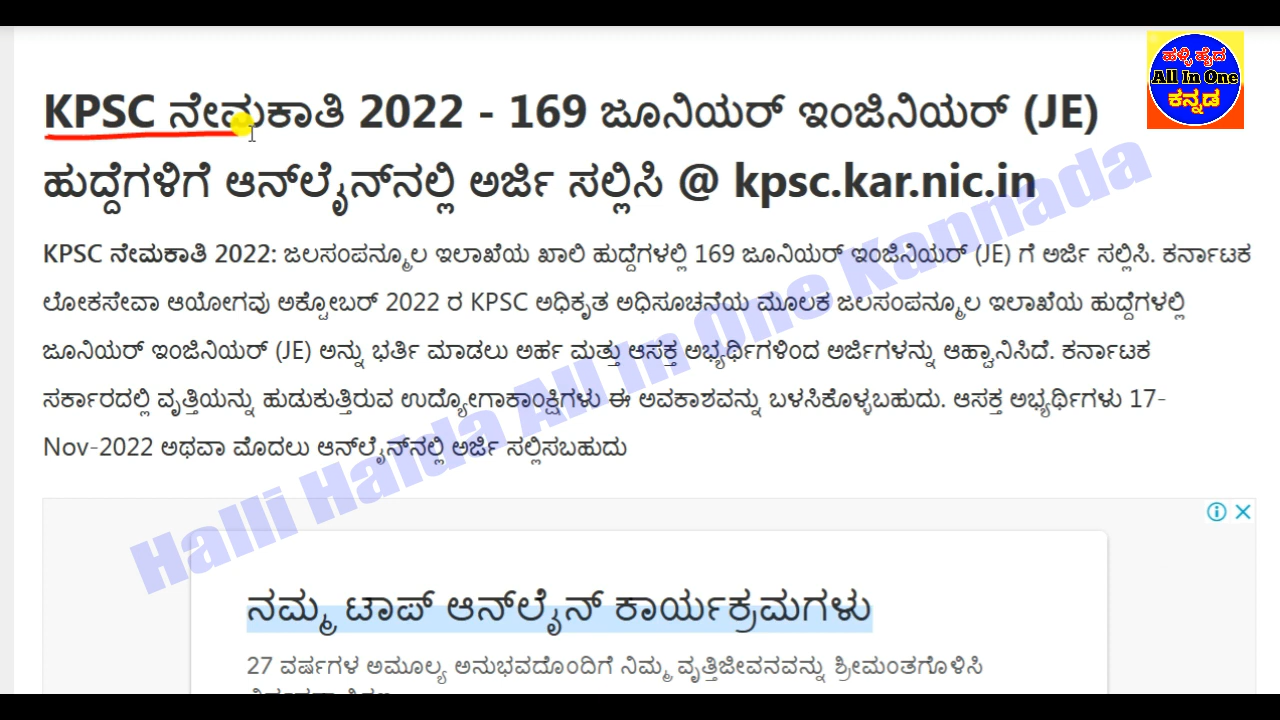 ಹಳ್ಳಿ ಹೈದ
All In One
ಕನ್ನಡ
KPSC ನೇಮಕಾತಿ 2022 - 169 ಜೂನಿಯರ್ ಇಂಜಿನಿಯರ್ (JE)
ಹುದ್ದೆಗಳಿಗೆ ಆನ್‌ಲೈನ್‌ನಲ್ಲಿ ಅರ್ಜಿ ಸಲ್ಲಿಸಿ @ kpsc.kar.nic.in
KPSC ನೇಮಕಾತಿ 2022: ಜಲಸಂಪನ್ಮೂಲ ಇಲಾಖೆಯ ಖಾಲಿ ಹುದ್ದೆಗಳಲ್ಲಿ 169 ಜೂನಿಯರ್ ಇಂಜಿನಿಯರ್ (JE) ಗೆ ಅರ್ಜಿ ಸಲ್ಲಿಸಿ. ಕರ್ನಾಟಕ
ಲೋಕಸೇವಾ ಆಯೋಗವು ಅಕ್ಟೋಬರ್ 2022 ರ KPSC ಅಧಿಕೃತ ಅಧಿಸೂಚನೆಯ ಮೂಲಕ ಜಲಸಂಪನ್ಮೂಲ ಇಲಾಖೆಯ ಹುದ್ದೆಗಳಲ್ಲಿ
ಜೂನಿಯರ್ ಇಂಜಿನಿಯರ್ (JE) ಅನ್ನು ಭರ್ತಿ ಮಾಡಲು ಅರ್ಹ ಮತ್ತು ಆಸಕ್ತ ಅಭ್ಯರ್ಥಿಗಳಿಂದ ಅರ್ಜಿಗಳನ್ನು ಆಹ್ವಾನಿಸಿದೆ. ಕರ್ನಾಟಕ
ಸರ್ಕಾರದಲ್ಲಿ ವೃತ್ತಿಯನ್ನು ಹುಡುಕುತ್ತಿರುವ ಉದ್ಯೋಗಾಕಾಂಕ್ಷಿಗಳು ಈ ಅವಕಾಶವನ್ನು ಬಳಸಿಕೊಳ್ಳಬಹುದು. ಆಸಕ್ತ ಅಭ್ಯರ್ಥಿಗಳು 17-
Nov-2022 ಅಥವಾ ಮೊದಲು ಆನ್‌ಲೈನ್‌ನಲ್ಲಿ ಅರ್ಜಿ ಸಲ್ಲಿಸಬಹುದು
Halli Haida All In One Kannada
ನಮ್ಮ ಟಾಪ್ ಆನ್‌ಲೈನ್ ಕಾರ್ಯಕ್ರಮಗಳು
27 ವರ್ಷಗಳ ಅಮೂಲ್ಯ ಅನುಭವದೊಂದಿಗೆ ನಿಮ್ಮ ವೃತ್ತಿಜೀವನವನ್ನು ಶ್ರೀಮಂತಗೊಳಿಸಿ